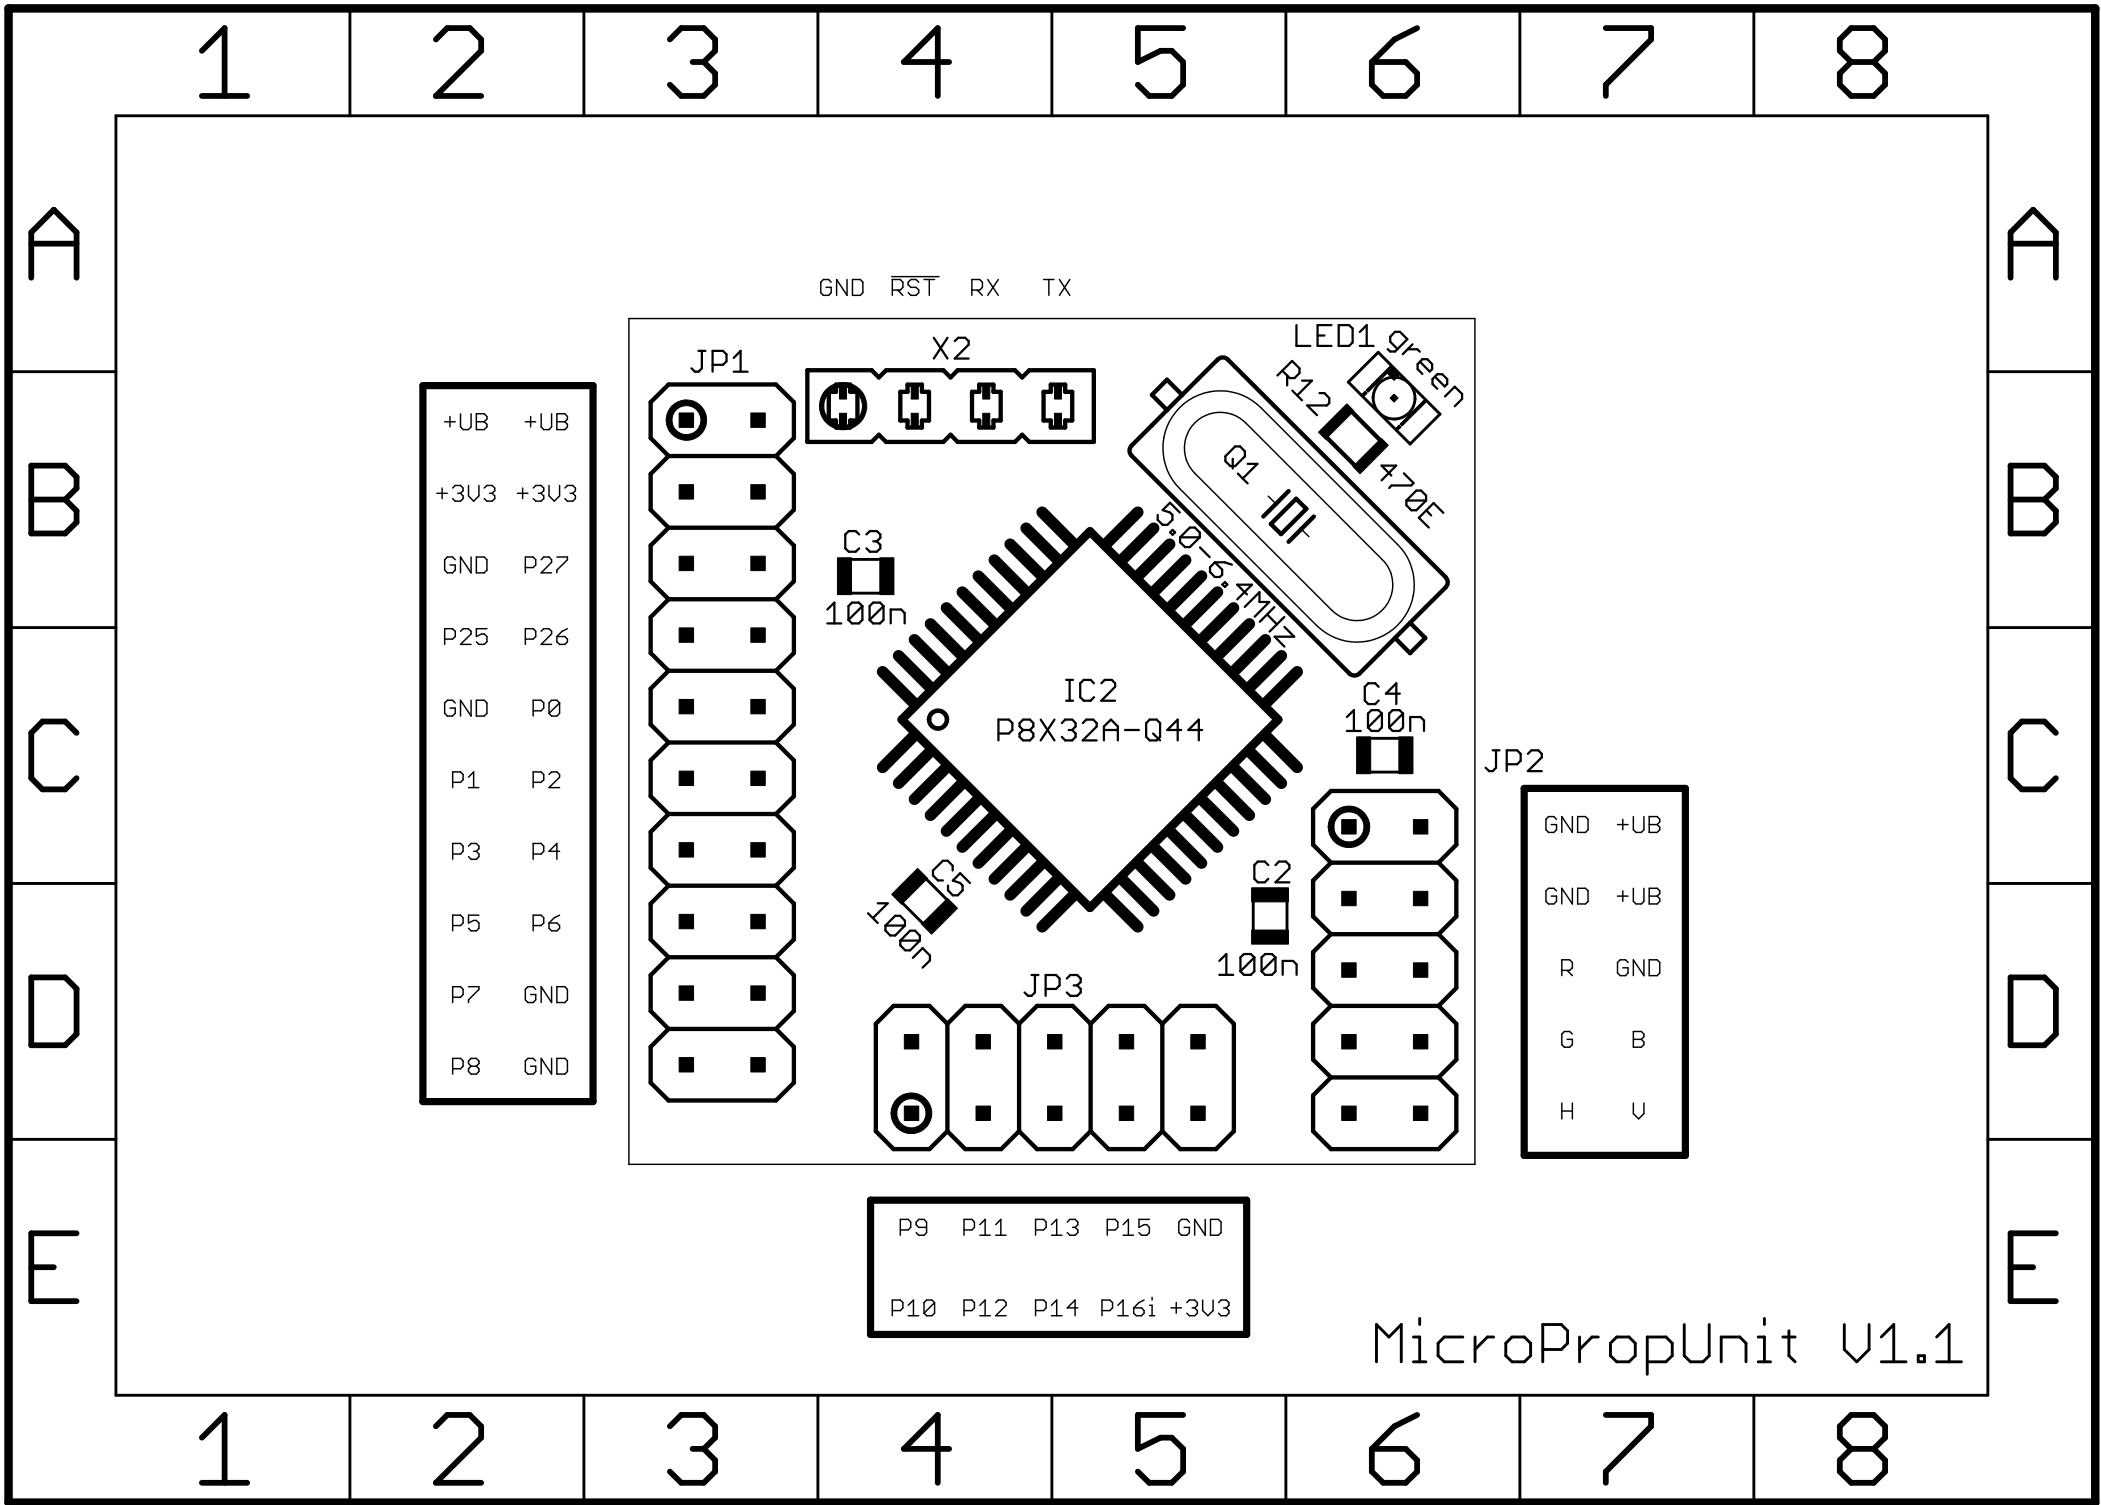 1 2 3 4 5 6 7 8
A A
GND RST RX TX
LED1 green
X2
JP1
R12
+UB +UB
B B
Q1
470E
+3V3 +3V3
5.0-6.4MHz
C3
GND P27
100n
P25 P26
IC2
C4
GND P0
P8X32A-Q44
100n
C C
JP2
P1 P2
GND +UB
P3 P4
C5
C2
GND +UB
P5 P6
100n
100n
R GND
JP3
P7 GND
D D
G B
P8 GND
H V
P9 P11 P13 P15 GND
E E
P10 P12 P14 P16i +3V3
MicroPropUnit V1.1
1 2 3 4 5 6 7 8